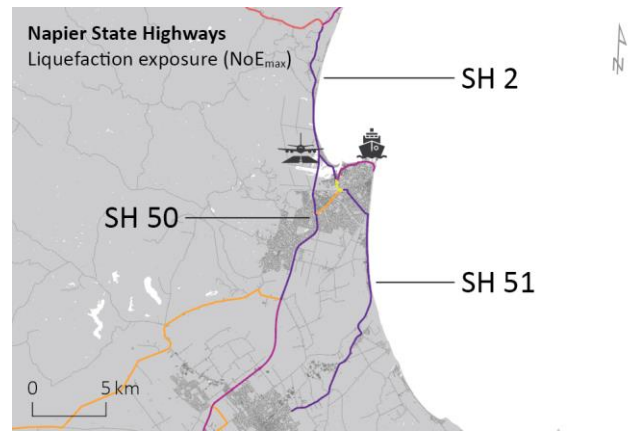 Napier State Highways
Liquefaction exposure (NoEmax)
SH 2
SH 50
SH 51
0 5 km
N